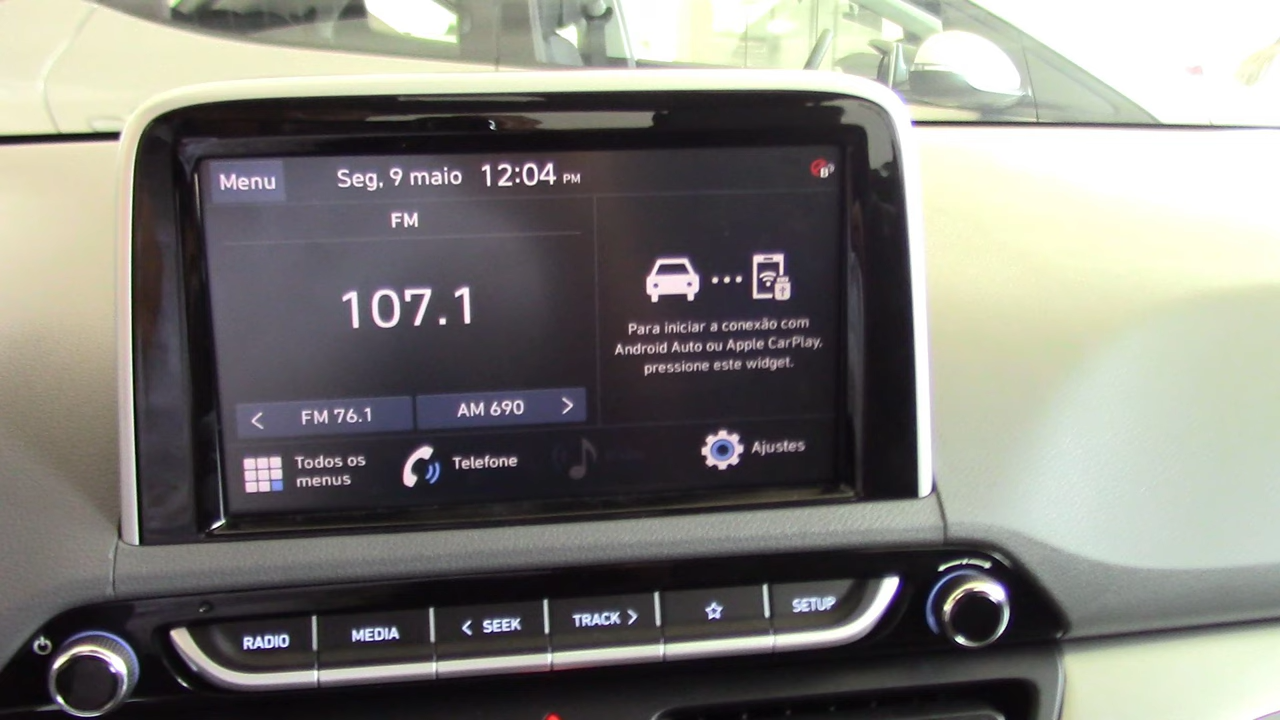 Menu
Seg, 9 maio 12:04 PM
FM
107.1
Para iniciar a conexão com
Android Auto ou Apple CarPlay,
pressione este widget.
< FM 76.1
AM 690 >
Todos os
menus
Telefone
Ajustes
RADIO
MEDIA
< SEEK
TRACK >
☆
SETUP